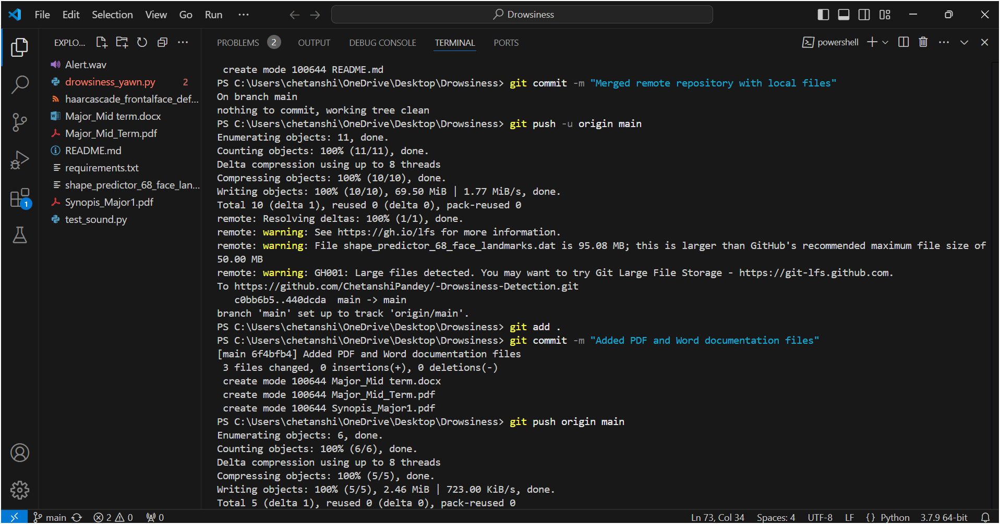 File Edit Selection View Go Run ··· Drowsiness
EXPLO... PROBLEMS 2 OUTPUT DEBUG CONSOLE TERMINAL PORTS powershell
Alert.wav
drowsiness_yawn.py 2
haarcascade_frontalface_def...
Major_Mid term.docx
Major_Mid_Term.pdf
README.md
requirements.txt
shape_predictor_68_face_lan...
Synopis_Major1.pdf
test_sound.py
1
create mode 100644 README.md
PS C:\Users\chetanshi\OneDrive\Desktop\Drowsiness> git commit -m "Merged remote repository with local files"
On branch main
nothing to commit, working tree clean
PS C:\Users\chetanshi\OneDrive\Desktop\Drowsiness> git push -u origin main
Enumerating objects: 11, done.
Counting objects: 100% (11/11), done.
Delta compression using up to 8 threads
Compressing objects: 100% (10/10), done.
Writing objects: 100% (10/10), 69.50 MiB | 1.77 MiB/s, done.
Total 10 (delta 1), reused 0 (delta 0), pack-reused 0
remote: Resolving deltas: 100% (1/1), done.
remote: warning: See https://gh.io/lfs for more information.
remote: warning: File shape_predictor_68_face_landmarks.dat is 95.08 MB; this is larger than GitHub's recommended maximum file size of
50.00 MB
remote: warning: GH001: Large files detected. You may want to try Git Large File Storage - https://git-lfs.github.com.
To https://github.com/ChetanshiPandey/-Drowsiness-Detection.git
c0bb6b5..440dcda main -> main
branch 'main' set up to track 'origin/main'.
PS C:\Users\chetanshi\OneDrive\Desktop\Drowsiness> git add .
PS C:\Users\chetanshi\OneDrive\Desktop\Drowsiness> git commit -m "Added PDF and Word documentation files"
[main 6f4bfb4] Added PDF and Word documentation files
3 files changed, 0 insertions(+), 0 deletions(-)
create mode 100644 Major_Mid term.docx
create mode 100644 Major_Mid_Term.pdf
create mode 100644 Synopis_Major1.pdf
PS C:\Users\chetanshi\OneDrive\Desktop\Drowsiness> git push origin main
Enumerating objects: 6, done.
Counting objects: 100% (6/6), done.
Delta compression using up to 8 threads
Compressing objects: 100% (5/5), done.
Writing objects: 100% (5/5), 2.46 MiB | 723.00 KiB/s, done.
Total 5 (delta 1), reused 0 (delta 0), pack-reused 0
main 2 0 0 Ln 73, Col 34 Spaces: 4 UTF-8 LF {} Python 3.7.9 64-bit